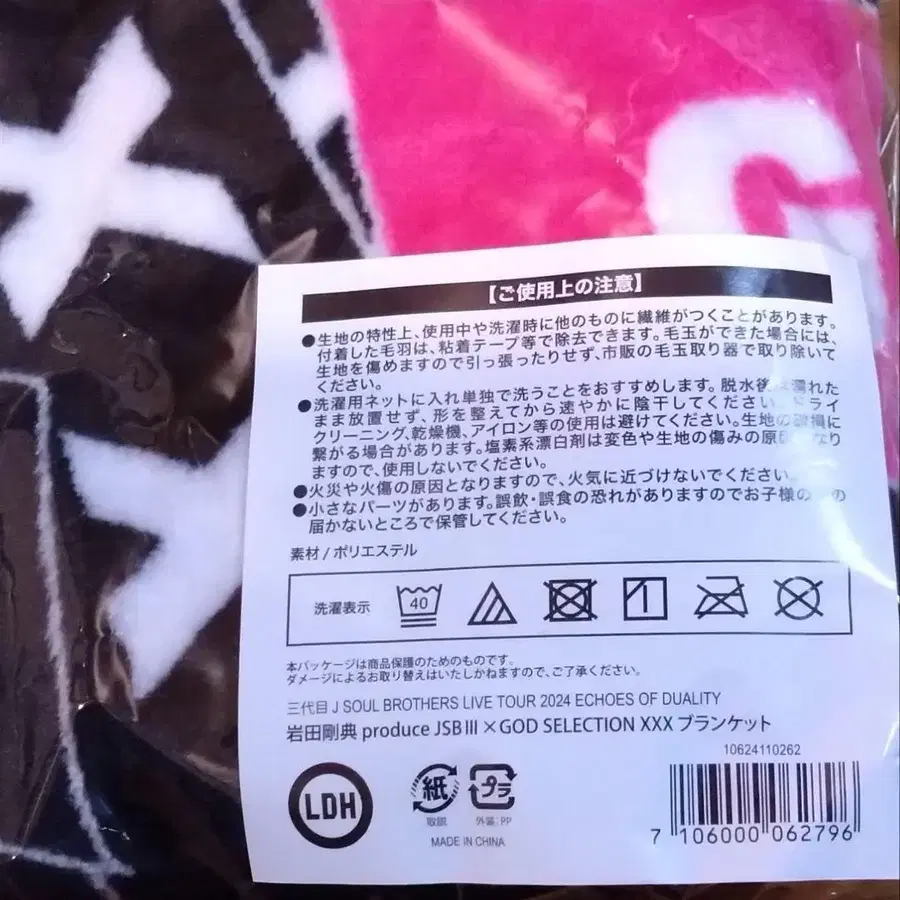 G
【ご使用上の注意】
●生地の特性上、使用中や洗濯時に他のものに繊維がつくことがあります。
付着した毛羽は、粘着テープ等で除去できます。毛玉ができた場合には、
生地を傷めますので引っ張ったりせず、市販の毛玉取り器で取り除いて
ください。
●洗濯用ネットに入れ単独で洗うことをおすすめします。脱水後は濡れた
まま放置せず、形を整えてから速やかに陰干してください。ドライ
クリーニング、乾燥機、アイロン等の使用は避けてください。生地の破損に
繋がる場合があります。塩素系漂白剤は変色や生地の傷みの原因となり
ますので、使用しないでください。
●火災や火傷の原因となりますので、火気に近づけないでください。
●小さなパーツがあります。誤飲・誤食の恐れがありますのでお子様の の
届かないところで保管してください。
素材 / ポリエステル
洗濯表示 40
本パッケージは商品保護のためのものです。
ダメージによるお取り替えはいたしかねますので、ご了承ください。
三代目 J SOUL BROTHERS LIVE TOUR 2024 ECHOES OF DUALITY
岩田剛典 produce JSBⅢ×GOD SELECTION XXX ブランケット
10624110262
LDH
紙
プラ
取説
外装:PP
MADE IN CHINA
7 106000 062796